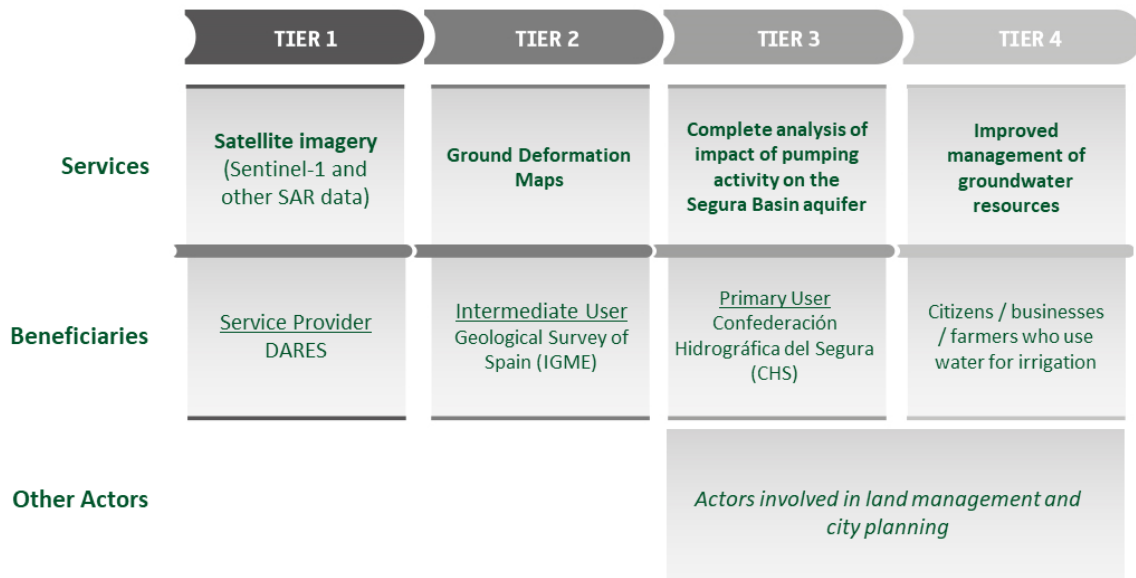 TIER 1
TIER 2
TIER 3
TIER 4
Services
Satellite imagery
(Sentinel-1 and
other SAR data)
Ground Deformation
Maps
Complete analysis of
impact of pumping
activity on the
Segura Basin aquifer
Improved
management of
groundwater
resources
Beneficiaries
Service Provider
DARES
Intermediate User
Geological Survey of
Spain (IGME)
Primary User
Confederación
Hidrográfica del Segura
(CHS)
Citizens / businesses
/ farmers who use
water for irrigation
Other Actors
Actors involved in land management and
city planning